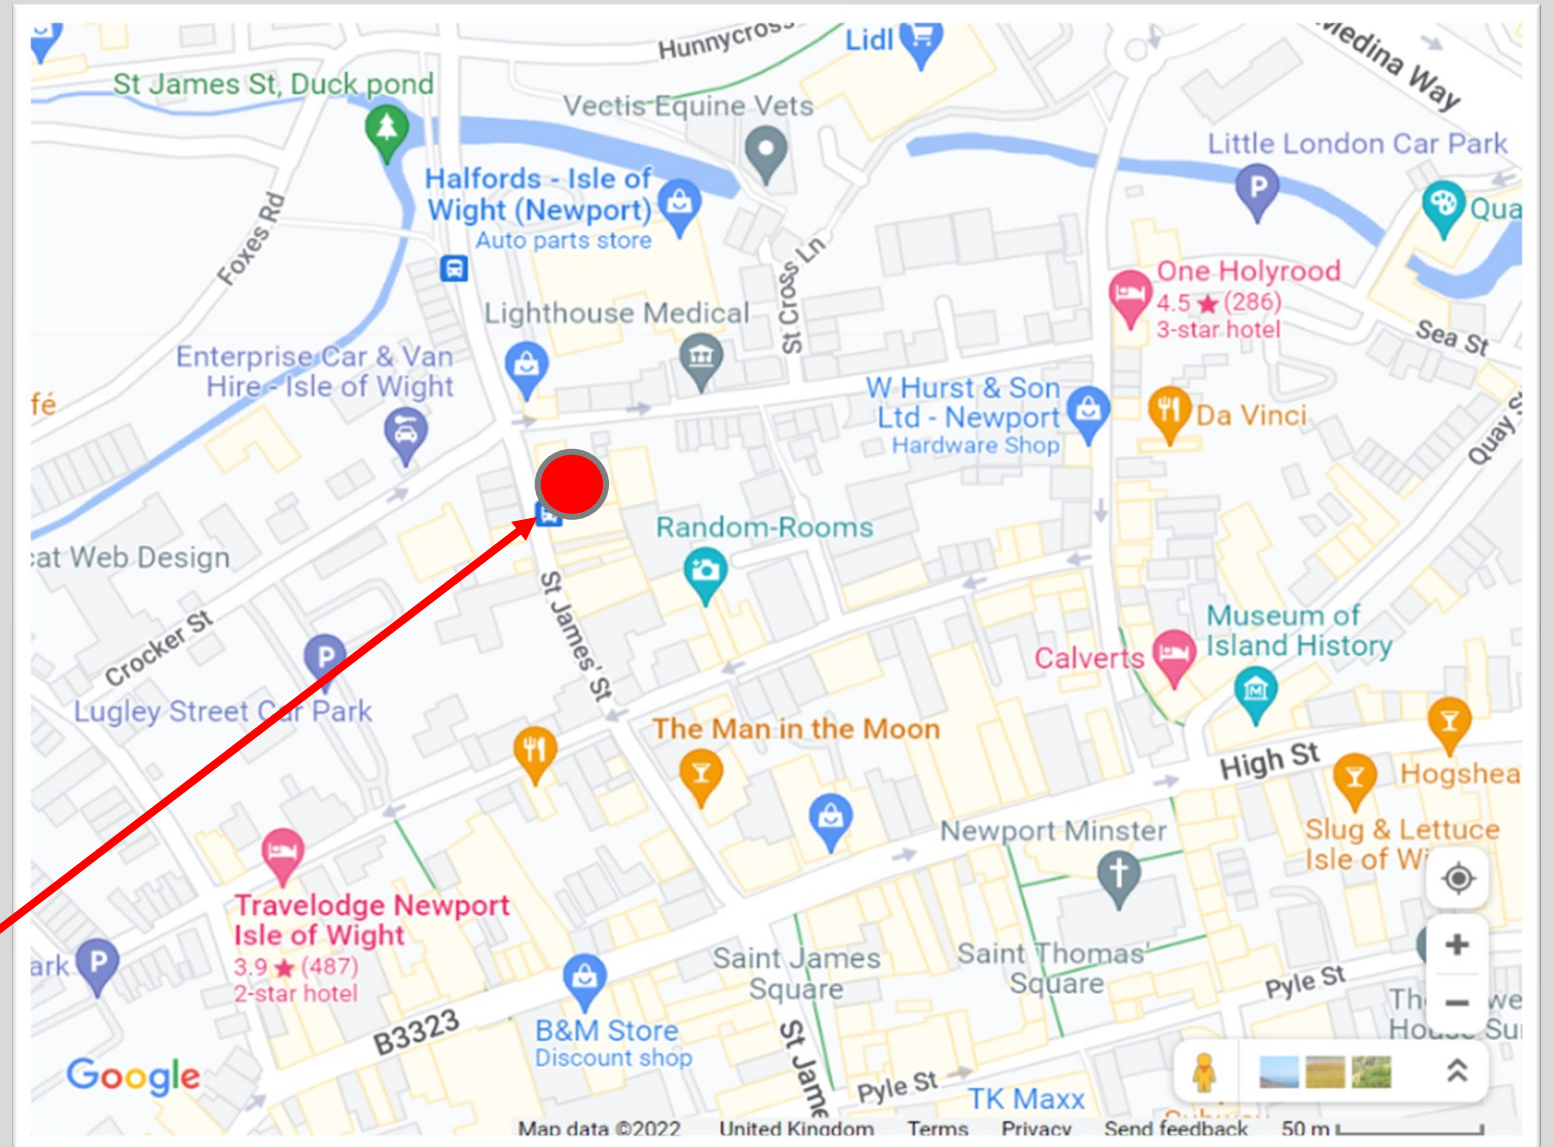 Hunnycross
Lidl
Medina Way
St James St, Duck pond
Vectis Equine Vets
Little London Car Park
P
Halfords - Isle of
Wight (Newport)
Auto parts store
Qua
Foxes Rd
St Cross Ln
One Holyrood
4.5 ★ (286)
3-star hotel
Lighthouse Medical
Sea St
Enterprise Car & Van
Hire - Isle of Wight
fé
W Hurst & Son
Ltd - Newport
Hardware Shop
Da Vinci
Quay S
Random-Rooms
cat Web Design
St James' St
Crocker St
P
Lugley Street Car Park
Museum of
Island History
M
Calverts
The Man in the Moon
High St
Hogshea
Newport Minster
Slug & Lettuce
Isle of Wi
Travelodge Newport
Isle of Wight
3.9 ★ (487)
2-star hotel
ark
P
Saint James
Square
Saint Thomas'
Square
Pyle St
B3323
B&M Store
Discount shop
St Jame
Pyle St
TK Maxx
Google
Map data ©2022 United Kingdom Terms Privacy Send feedback 50 m